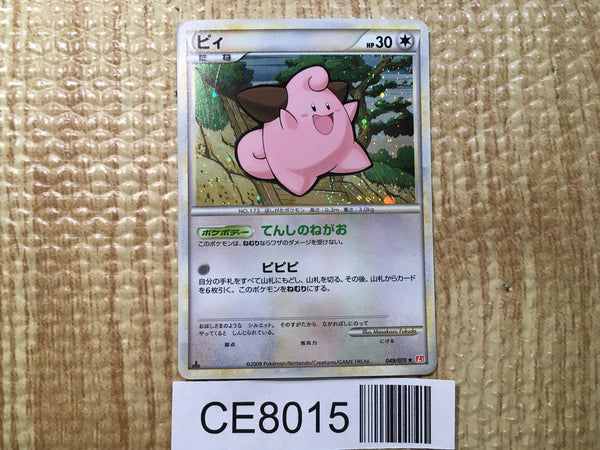 ピィ HP30
たね
NO.173 ほしがたポケモン 高さ:0.3m 重さ:3.0kg
ポケボディー てんしのねがお
このポケモンは、ねむりならワザのダメージを受けない。
ピピピ
自分の手札をすべて山札にもどし、山札を切る。その後、山札からカード
を6枚引く。このポケモンをねむりにする。
おほしさまのような シルエット。 そのすがたから ながれぼしにのって
やってくると しんじられている。
Illus. Masakazu Fukuda
弱点 抵抗力 にげる
©2009 Pokémon/Nintendo/Creatures/GAME FREAK. 049/070 ★
CE8015